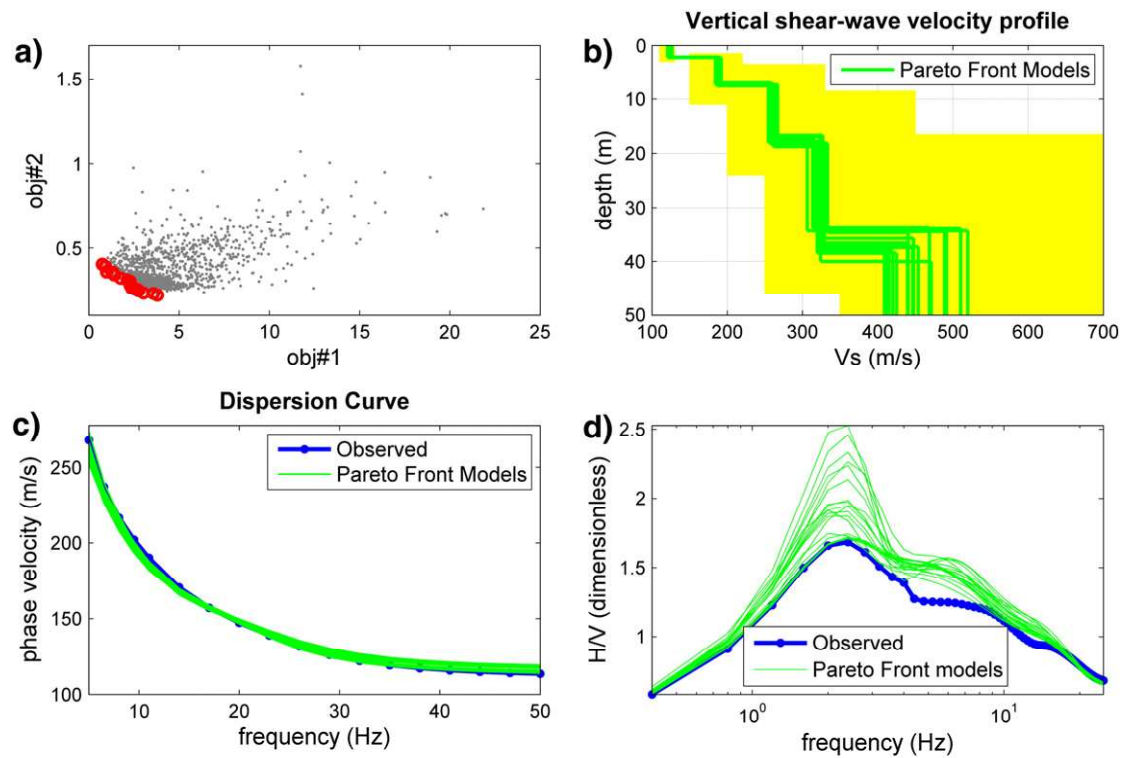 a)
1.5
1
0.5
obj#2
0 5 10 15 20 25
obj#1
b)
Vertical shear-wave velocity profile
Pareto Front Models
0
10
20
30
40
50
depth (m)
100 200 300 400 500 600 700
Vs (m/s)
c)
Dispersion Curve
Observed
Pareto Front Models
250
200
150
100
phase velocity (m/s)
10 20 30 40 50
frequency (Hz)
d)
2.5
2
1.5
1
H/V (dimensionless)
Observed
Pareto Front models
10^0 10^1
frequency (Hz)